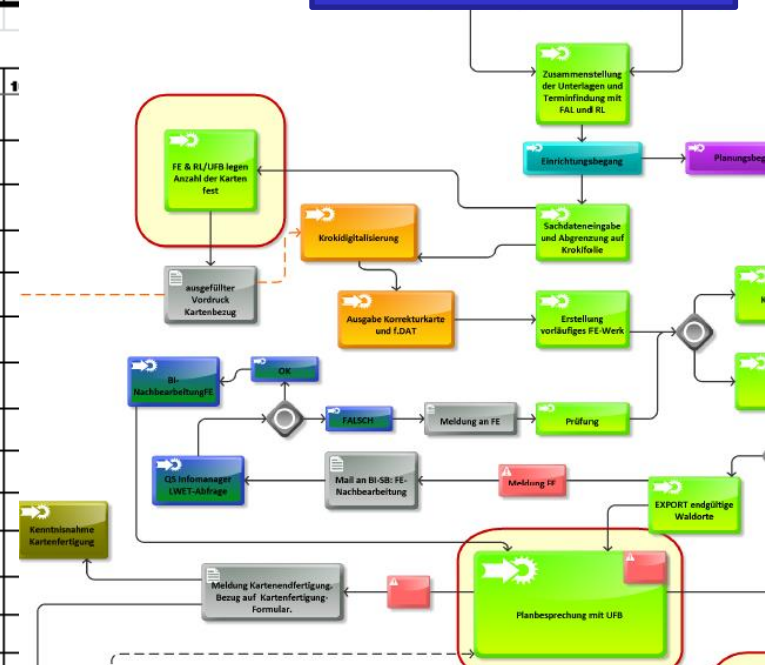 Zusammenstellung
der Unterlagen und
Terminfindung mit
FAL und RL
FE & RL/UFB legen
Anzahl der Karten
fest
Einrichtungsbegang
Krokidigitalisierung
Sachdateneingabe
und Abgrenzung auf
Krokifolie
ausgefüllter
Vordruck
Kartenbezug
Ausgabe Korrekturkarte
und f.DAT
Erstellung
vorläufiges FE-Werk
BI-
NachbearbeitungFE
OK
FALSCH
Meldung an FE
Prüfung
QS Infomanager
LWET-Abfrage
Mail an BI-SB: FE-
Nachbearbeitung
Meldung FE
EXPORT endgültige
Waldorte
Kenntnisnahme
Kartenfertigung
Meldung Kartenendfertigung,
Bezug auf Kartenfertigung-
Formular.
Planbesprechung mit UFB